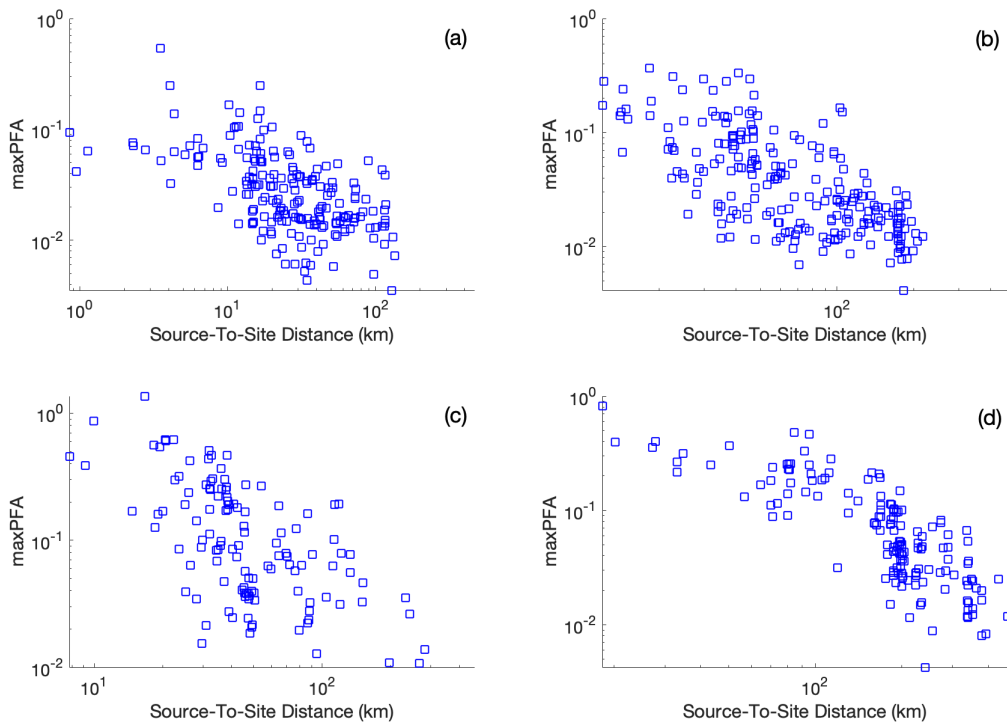 (a)
10^0
10^-1
10^-2
maxPFA
10^0 10^1 10^2
Source-To-Site Distance (km)
(b)
10^0
10^-1
10^-2
maxPFA
10^2
Source-To-Site Distance (km)
(c)
10^0
10^-1
10^-2
maxPFA
10^1 10^2
Source-To-Site Distance (km)
(d)
10^0
10^-1
10^-2
maxPFA
10^2
Source-To-Site Distance (km)